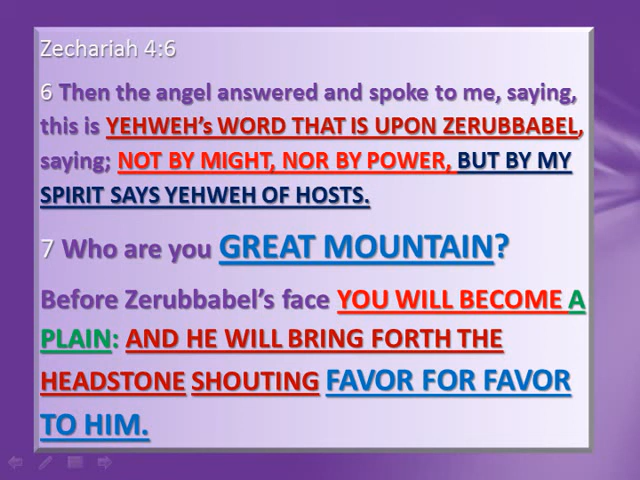 Zechariah 4:6
6 Then the angel answered and spoke to me, saying,
this is YEHWEH’s WORD THAT IS UPON ZERUBBABEL,
saying; NOT BY MIGHT, NOR BY POWER, BUT BY MY
SPIRIT SAYS YEHWEH OF HOSTS.
7 Who are you GREAT MOUNTAIN?
Before Zerubbabel’s face YOU WILL BECOME A
PLAIN: AND HE WILL BRING FORTH THE
HEADSTONE SHOUTING FAVOR FOR FAVOR
TO HIM.